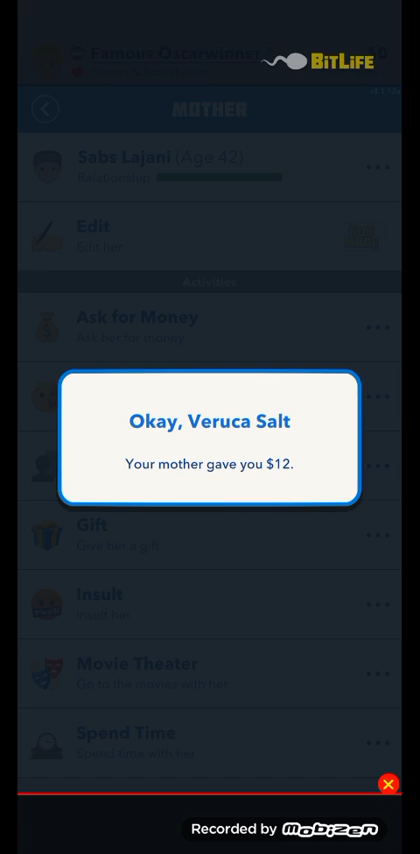 Famous Oscarwinner
BITLIFE
MOTHER
Sabs Lajani (Age 42)
Relationship
Edit
Edit her
Activities
Ask for Money
Ask her for money
Okay, Veruca Salt
Your mother gave you $12.
Gift
Give her a gift
Insult
Insult her
Movie Theater
Go to the movies with her
Spend Time
Spend time with her
Recorded by mobizen